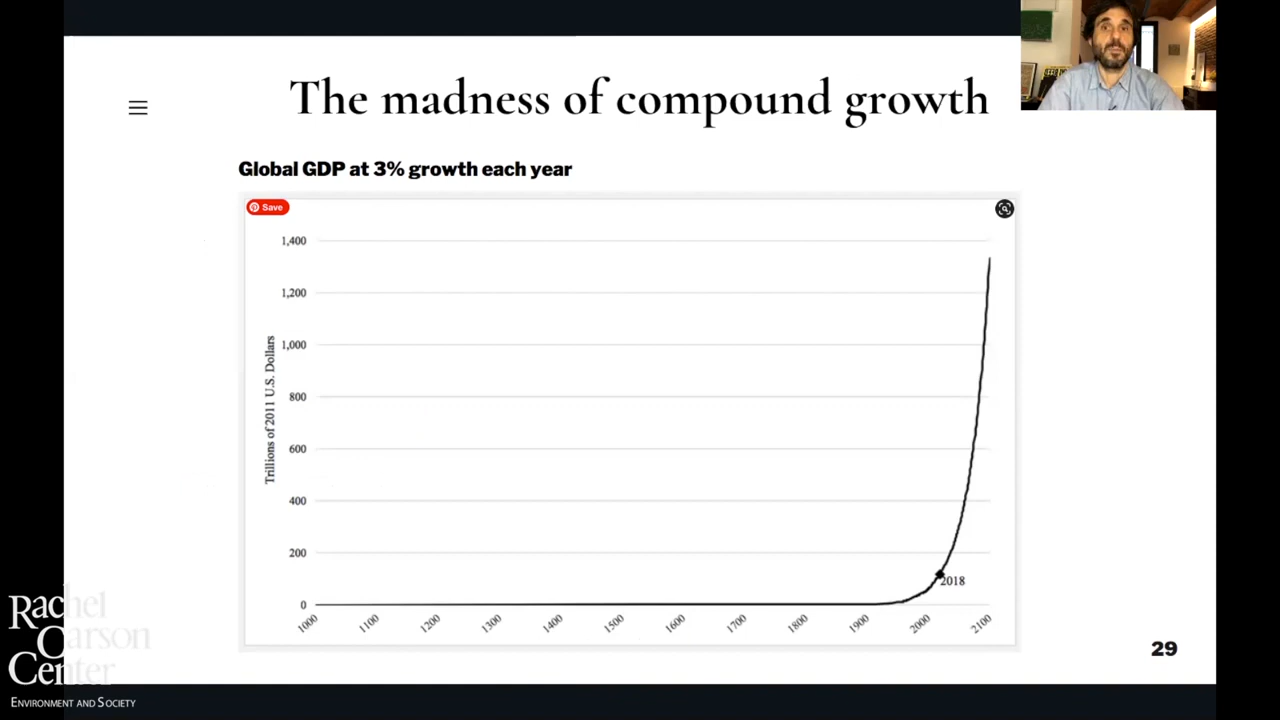 The madness of compound growth
Global GDP at 3% growth each year
Save
Trillions of 2011 U.S. Dollars
1,400
1,200
1,000
800
600
400
200
0
2018
1000 1100 1200 1300 1400 1500 1600 1700 1800 1900 2000 2100
29
Rachel
Carson
Center
ENVIRONMENT AND SOCIETY